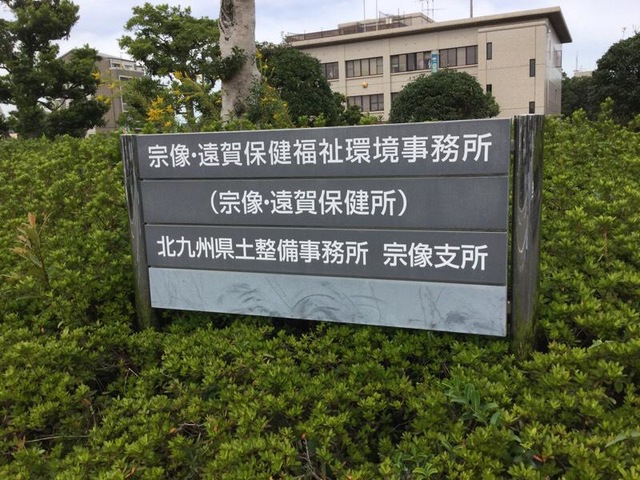 宗像・遠賀保健福祉環境事務所
（宗像・遠賀保健所）
北九州県土整備事務所 宗像支所